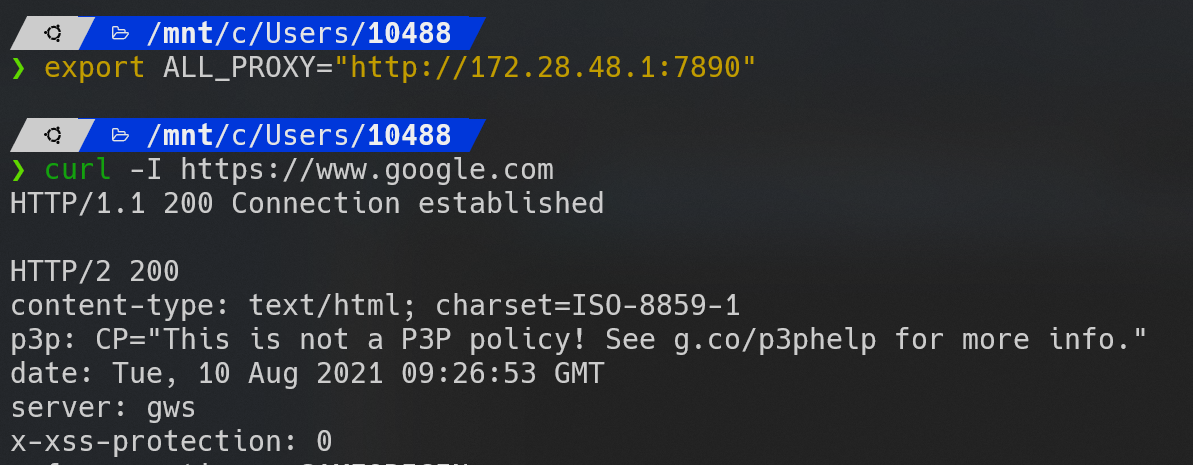 /mnt/c/Users/10488
❯ export ALL_PROXY="http://172.28.48.1:7890"
/mnt/c/Users/10488
❯ curl -I https://www.google.com
HTTP/1.1 200 Connection established
HTTP/2 200
content-type: text/html; charset=ISO-8859-1
p3p: CP="This is not a P3P policy! See g.co/p3phelp for more info."
date: Tue, 10 Aug 2021 09:26:53 GMT
server: gws
x-xss-protection: 0